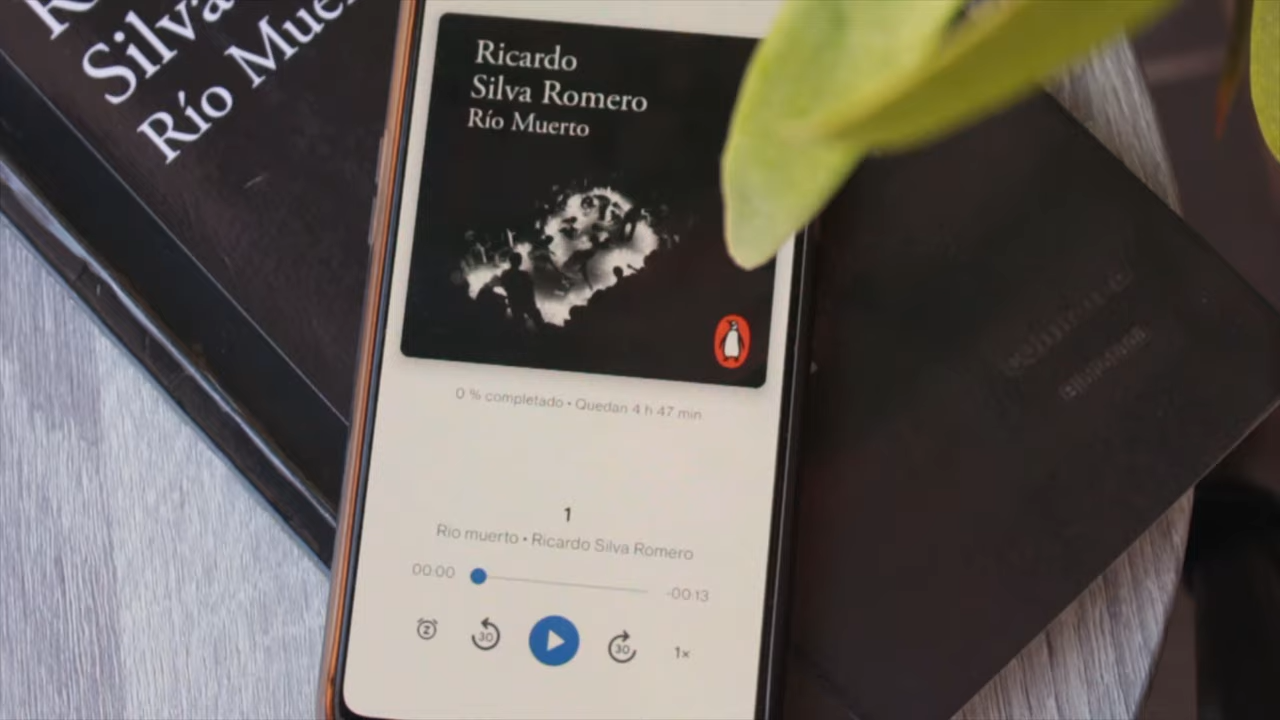 Silva
Río Mue
Ricardo
Silva Romero
Río Muerto
0 % completado • Quedan 4 h 47 min
1
Río muerto • Ricardo Silva Romero
00:00
-00:13
z
30
30
1x